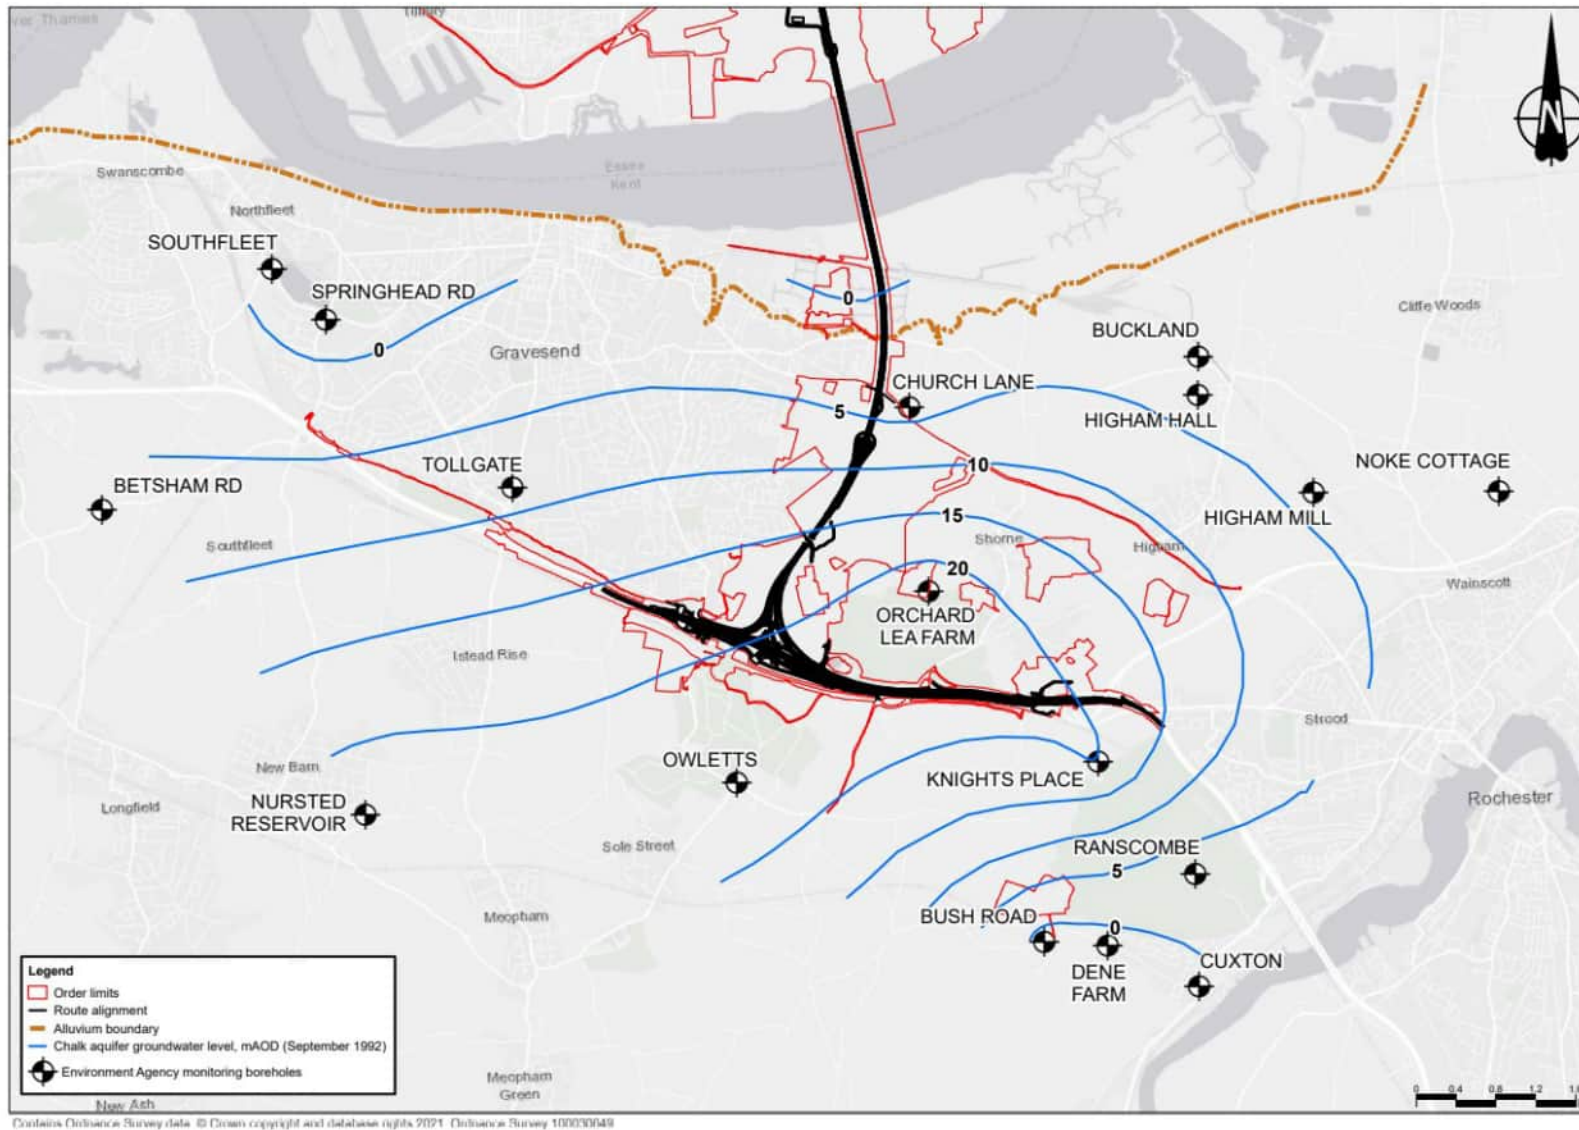 Tilbury
Essex
Kent
N
Swanscombe
Northfleet
SOUTHFLEET
SPRINGHEAD RD
0
0
Cliffe Woods
BUCKLAND
0
Gravesend
CHURCH LANE
5
HIGHAM HALL
TOLLGATE
10
NOKE COTTAGE
BETSHAM RD
15
HIGHAM MILL
Southfleet
Shorne
Higham
20
Wainscott
ORCHARD
LEA FARM
Istead Rise
Strood
OWLETTS
New Barn
KNIGHTS PLACE
Longfield
NURSTED
RESERVOIR
Rochester
Sole Street
RANSCOMBE
5
Meopham
BUSH ROAD
CUXTON
DENE
FARM
Legend
Order limits
Route alignment
Alluvium boundary
Chalk aquifer groundwater level, mAOD (September 1992)
Environment Agency monitoring boreholes
Meopham
Green
0 0.4 0.8 1.2
New Ash
Contains Ordnance Survey data © Crown copyright and database rights 2021 Ordnance Survey 100030649